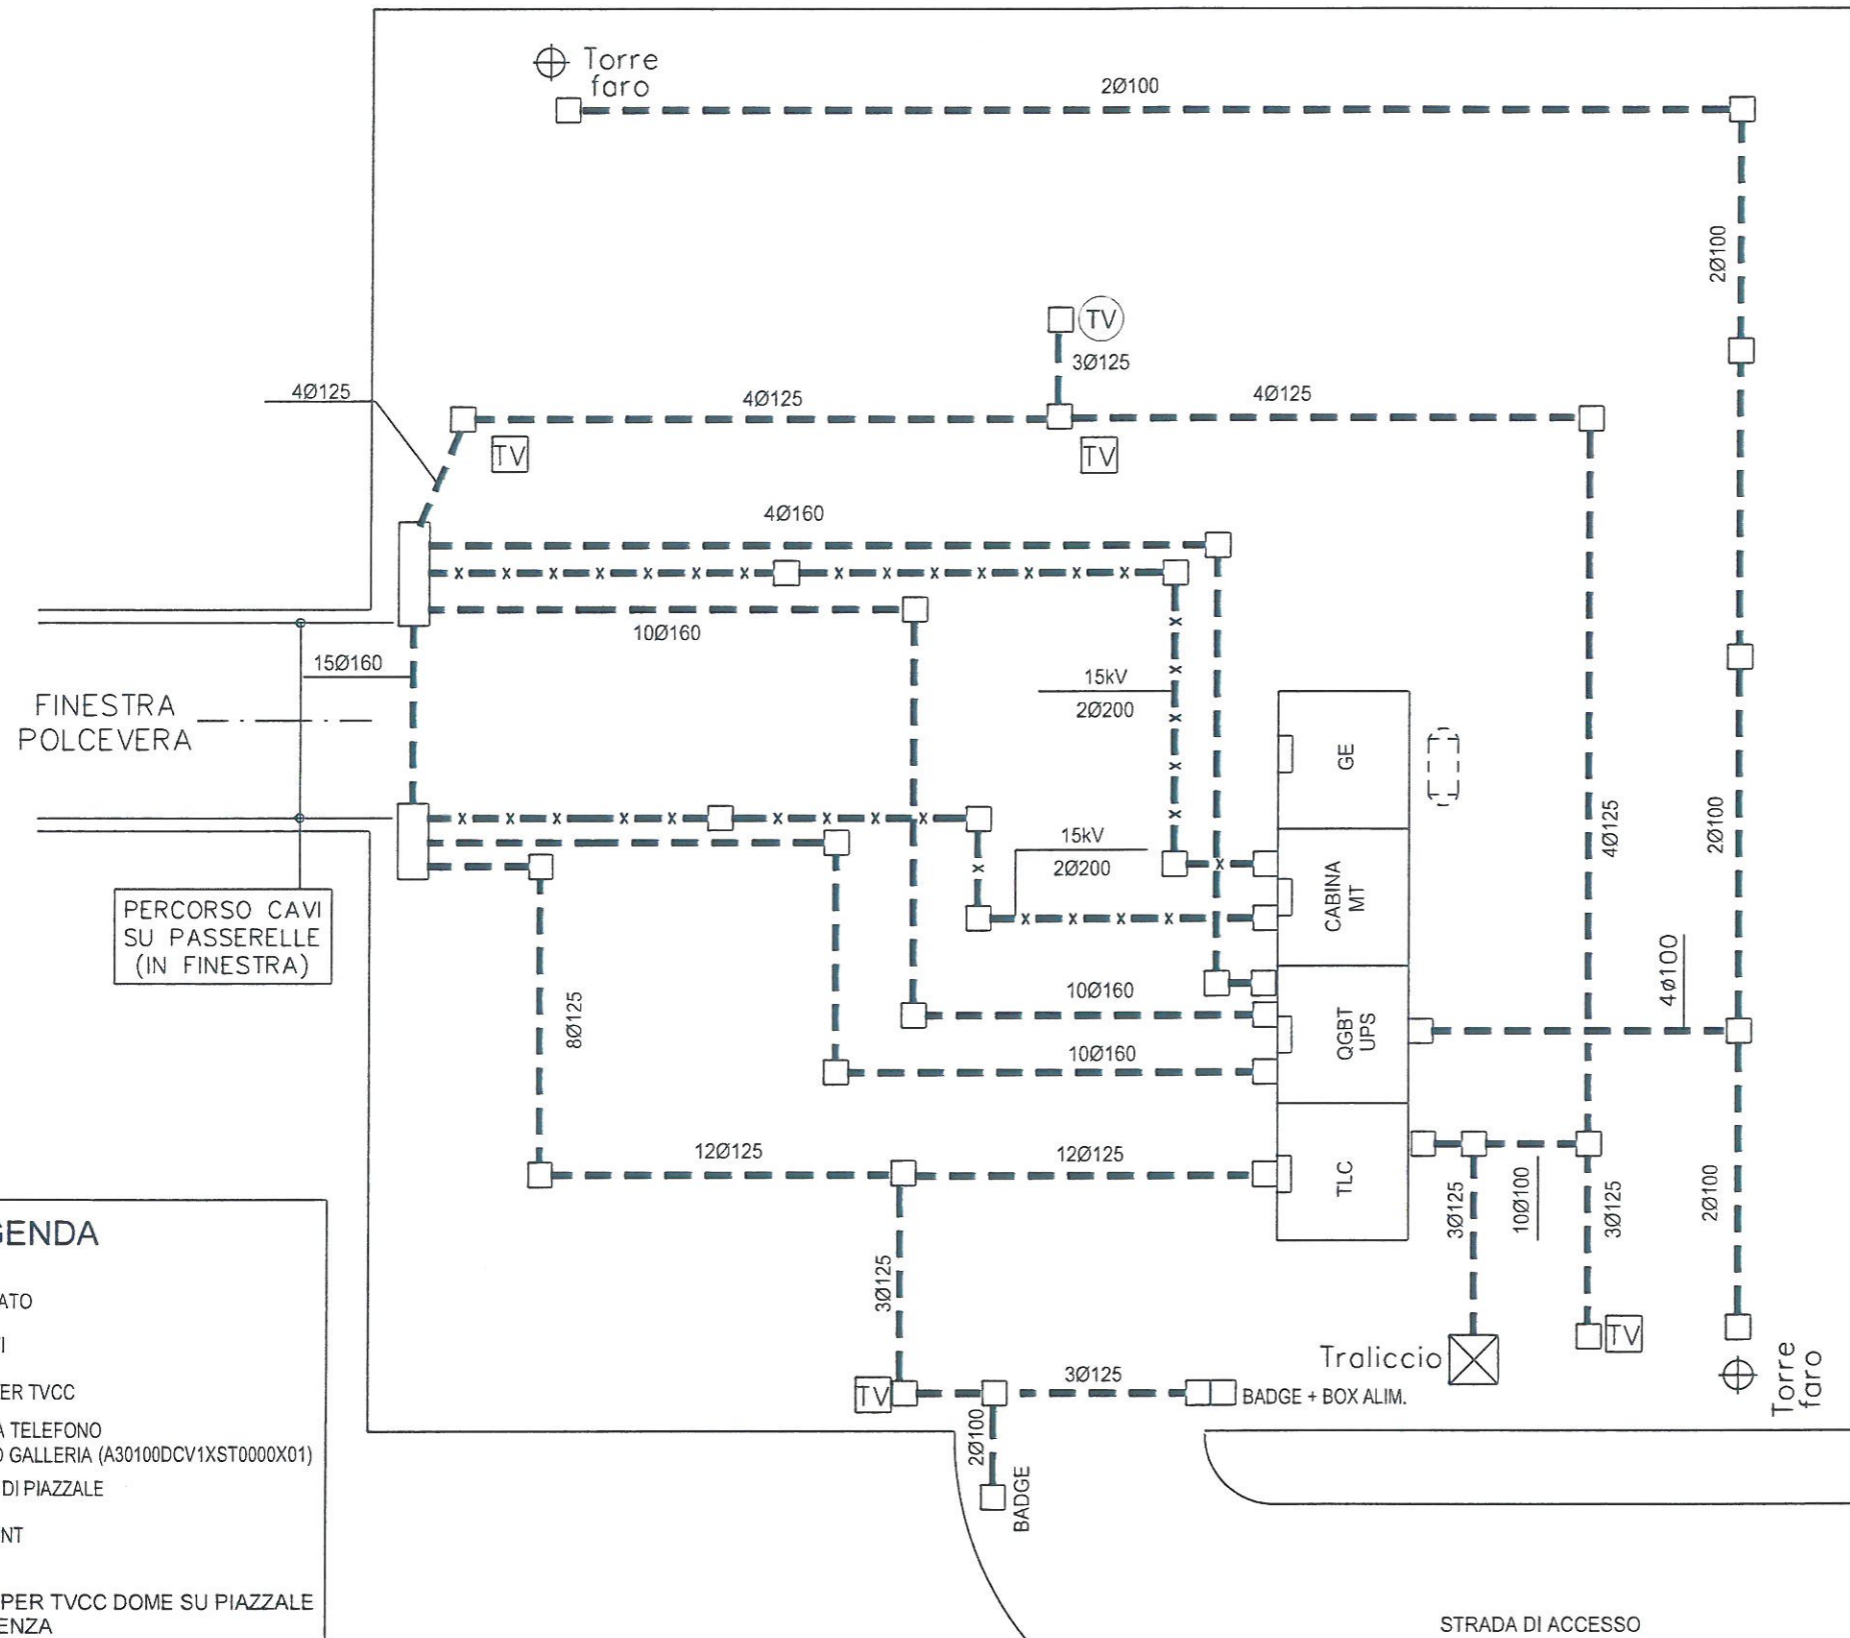 Torre
faro
2Ø100
2Ø100
TV
3Ø125
4Ø125
4Ø125
4Ø125
TV
TV
4Ø160
10Ø160
15Ø160
15kV
2Ø200
FINESTRA
POLCEVERA
GE
4Ø125
2Ø100
15kV
2Ø200
CABINA
MT
PERCORSO CAVI
SU PASSERELLE
(IN FINESTRA)
4Ø100
8Ø125
10Ø160
QGBT
UPS
10Ø160
12Ø125
12Ø125
TLC
3Ø125
10Ø100
3Ø125
2Ø100
GENDA
ATO
I
ER TVCC
A TELEFONO
O GALLERIA (A30100DCV1XST0000X01)
DI PIAZZALE
NT
PER TVCC DOME SU PIAZZALE
ENZA
3Ø125
Traliccio
TV
Torre
faro
TV
3Ø125
BADGE + BOX ALIM.
2Ø100
BADGE
STRADA DI ACCESSO